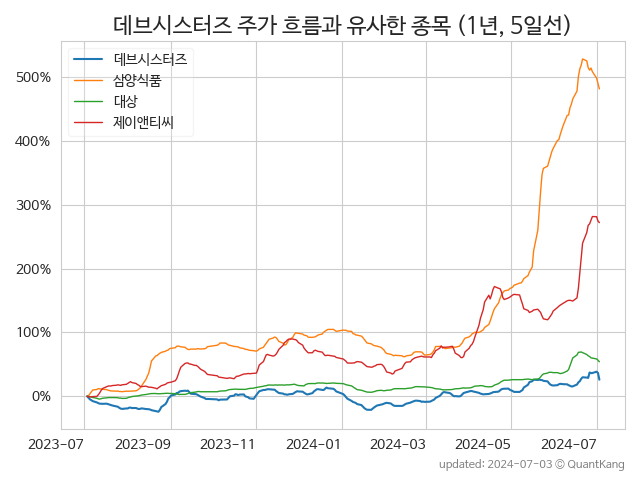 데브시스터즈 주가 흐름과 유사한 종목 (1년, 5일선)
데브시스터즈
삼양식품
대상
제이앤티씨
500%
400%
300%
200%
100%
0%
2023-07 2023-09 2023-11 2024-01 2024-03 2024-05 2024-07
updated: 2024-07-03 © QuantKang